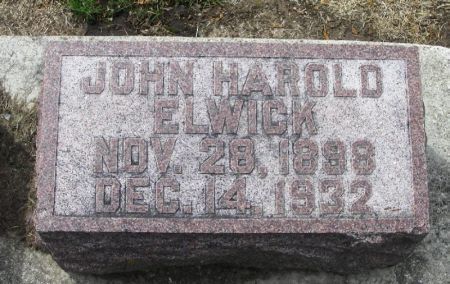 JOHN HAROLD
ELWICK
NOV. 28, 1898
DEC. 14, 1932